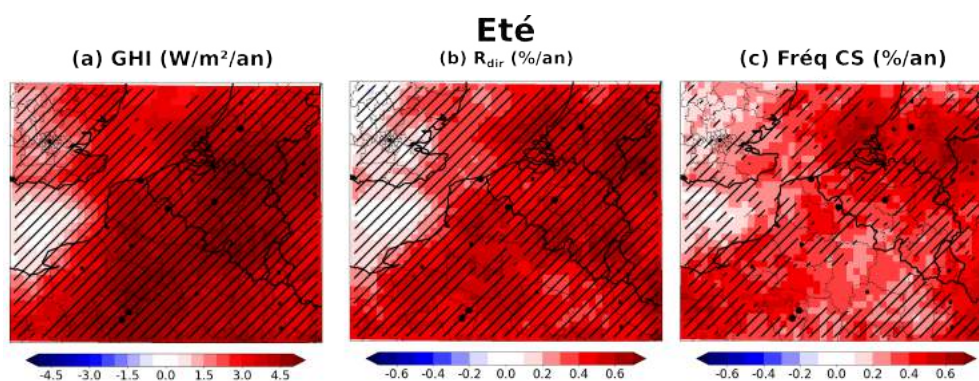 Eté
(a) GHI (W/m²/an)
(b) R_dir (%/an)
(c) Fréq CS (%/an)
-4.5 -3.0 -1.5 0.0 1.5 3.0 4.5
-0.6 -0.4 -0.2 0.0 0.2 0.4 0.6
-0.6 -0.4 -0.2 0.0 0.2 0.4 0.6